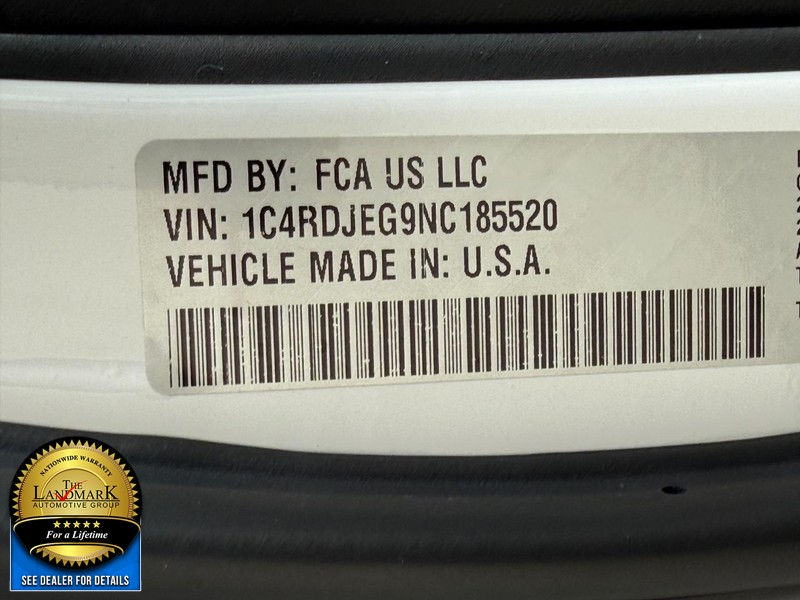 MFD BY: FCA US LLC
VIN: 1C4RDJEG9NC185520
VEHICLE MADE IN: U.S.A.
NATIONWIDE WARRANTY
THE
LANDMARK
AUTOMOTIVE GROUP
For a Lifetime
SEE DEALER FOR DETAILS